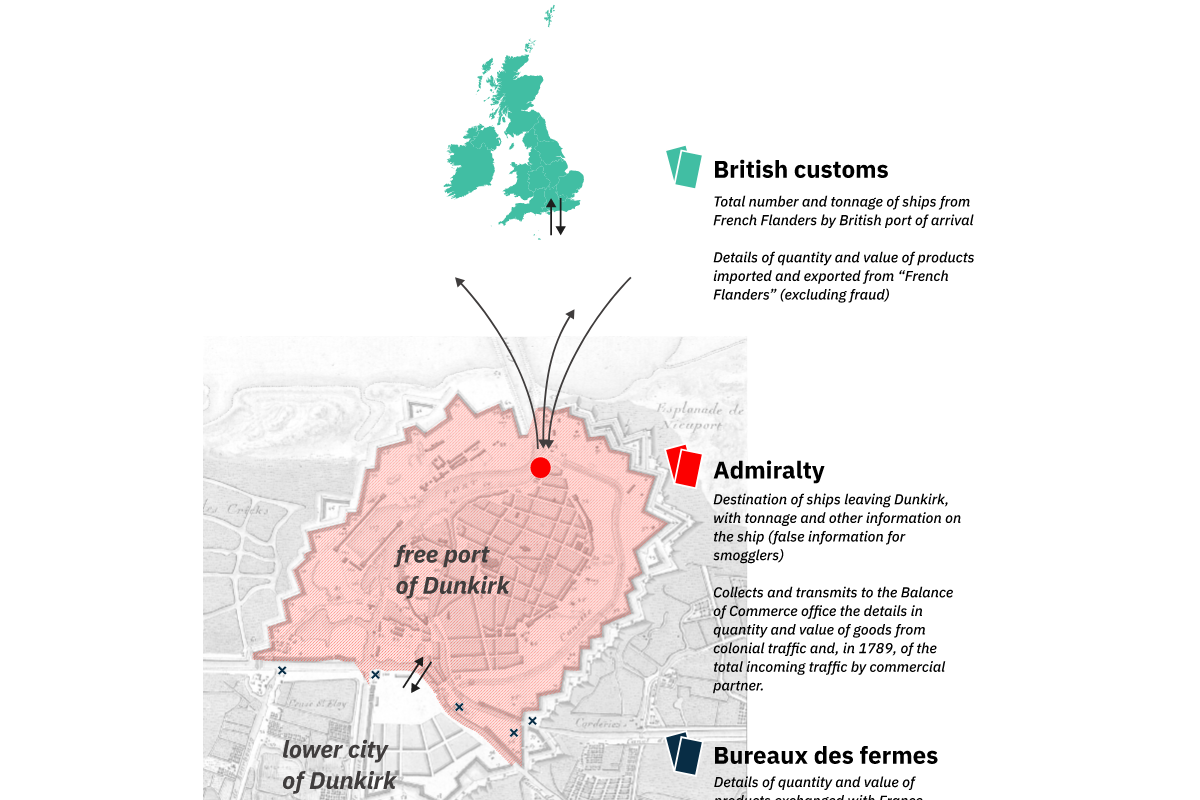 British customs
Total number and tonnage of ships from
French Flanders by British port of arrival
Details of quantity and value of products
imported and exported from “French
Flanders” (excluding fraud)
Esplanade de
Nieuport
Admiralty
Destination of ships leaving Dunkirk,
with tonnage and other information on
the ship (false information for
smogglers)
Collects and transmits to the Balance
of Commerce office the details in
quantity and value of goods from
colonial traffic and, in 1789, of the
total incoming traffic by commercial
partner.
free port
of Dunkirk
lower city
of Dunkirk
Corderies
Bureaux des fermes
Details of quantity and value of
products exchanged with France